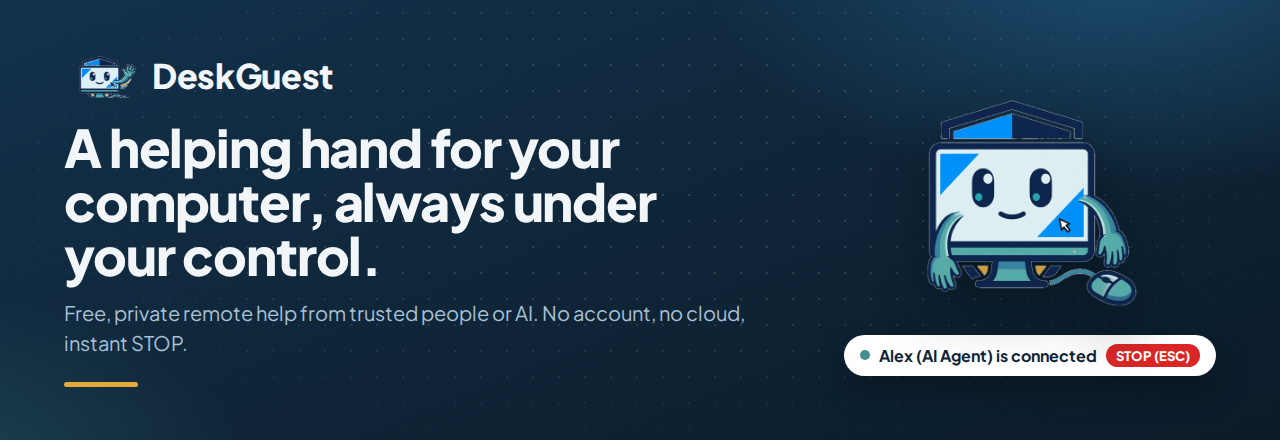 DeskGuest
A helping hand for your
computer, always under
your control.
Free, private remote help from trusted people or AI. No account, no cloud,
instant STOP.
Alex (AI Agent) is connected STOP (ESC)